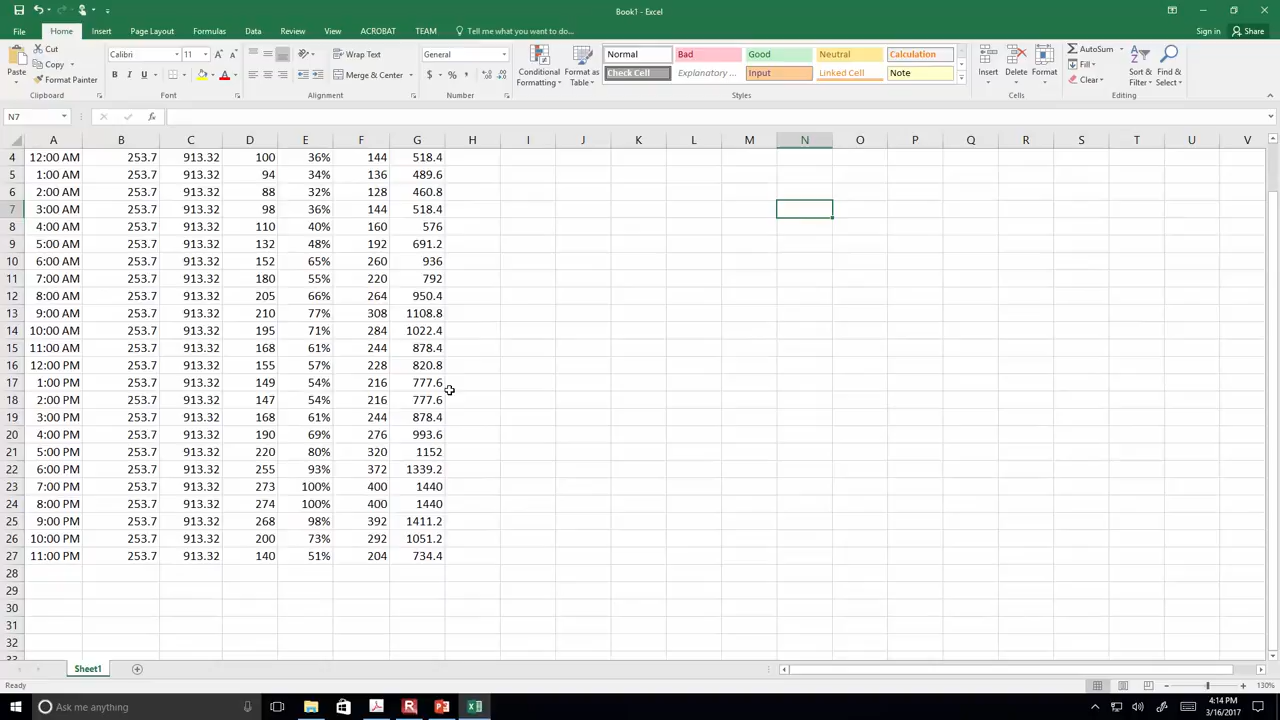 Book1 - Excel
File Home Insert Page Layout Formulas Data Review View ACROBAT TEAM Tell me what you want to do... Sign in Share
Paste Cut Copy Format Painter Clipboard
Calibri 11 B I U A Font
Wrap Text Merge & Center Alignment
General $ % , Number
Conditional Formatting Format as Table
Normal Bad Good Neutral Calculation
Check Cell Explanatory ... Input Linked Cell Note
Styles
Insert Delete Format Cells
AutoSum Fill Clear Sort & Filter Find & Select Editing
N7 fx
A B C D E F G H I J K L M N O P Q R S T U V
4 12:00 AM 253.7 913.32 100 36% 144 518.4
5 1:00 AM 253.7 913.32 94 34% 136 489.6
6 2:00 AM 253.7 913.32 88 32% 128 460.8
7 3:00 AM 253.7 913.32 98 36% 144 518.4
8 4:00 AM 253.7 913.32 110 40% 160 576
9 5:00 AM 253.7 913.32 132 48% 192 691.2
10 6:00 AM 253.7 913.32 152 65% 260 936
11 7:00 AM 253.7 913.32 180 55% 220 792
12 8:00 AM 253.7 913.32 205 66% 264 950.4
13 9:00 AM 253.7 913.32 210 77% 308 1108.8
14 10:00 AM 253.7 913.32 195 71% 284 1022.4
15 11:00 AM 253.7 913.32 168 61% 244 878.4
16 12:00 PM 253.7 913.32 155 57% 228 820.8
17 1:00 PM 253.7 913.32 149 54% 216 777.6
18 2:00 PM 253.7 913.32 147 54% 216 777.6
19 3:00 PM 253.7 913.32 168 61% 244 878.4
20 4:00 PM 253.7 913.32 190 69% 276 993.6
21 5:00 PM 253.7 913.32 220 80% 320 1152
22 6:00 PM 253.7 913.32 255 93% 372 1339.2
23 7:00 PM 253.7 913.32 273 100% 400 1440
24 8:00 PM 253.7 913.32 274 100% 400 1440
25 9:00 PM 253.7 913.32 268 98% 392 1411.2
26 10:00 PM 253.7 913.32 200 73% 292 1051.2
27 11:00 PM 253.7 913.32 140 51% 204 734.4
28
29
30
31
32
Sheet1
Ready 130%
Ask me anything 4:14 PM
3/16/2017